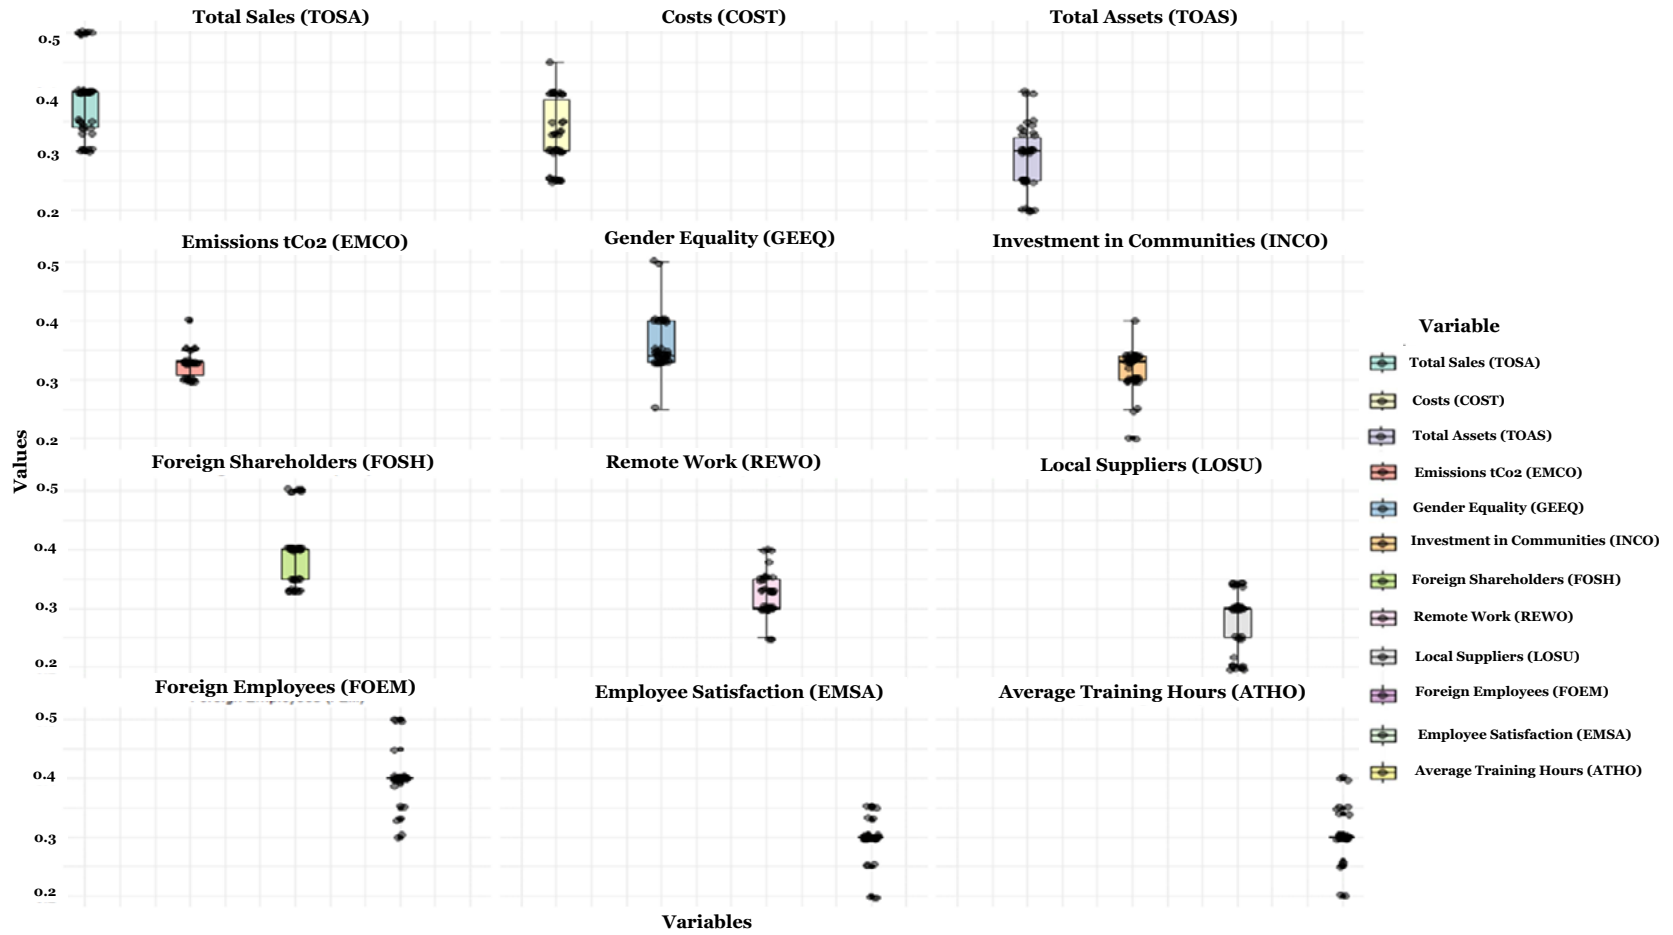 Total Sales (TOSA)
Costs (COST)
Total Assets (TOAS)
0.5
0.4
0.3
0.2
Emissions tCo2 (EMCO)
Gender Equality (GEEQ)
Investment in Communities (INCO)
0.5
0.4
0.3
0.2
Values
Foreign Shareholders (FOSH)
Remote Work (REWO)
Local Suppliers (LOSU)
0.5
0.4
0.3
0.2
Foreign Employees (FOEM)
Employee Satisfaction (EMSA)
Average Training Hours (ATHO)
0.5
0.4
0.3
0.2
Variables
Variable
Total Sales (TOSA)
Costs (COST)
Total Assets (TOAS)
Emissions tCo2 (EMCO)
Gender Equality (GEEQ)
Investment in Communities (INCO)
Foreign Shareholders (FOSH)
Remote Work (REWO)
Local Suppliers (LOSU)
Foreign Employees (FOEM)
Employee Satisfaction (EMSA)
Average Training Hours (ATHO)